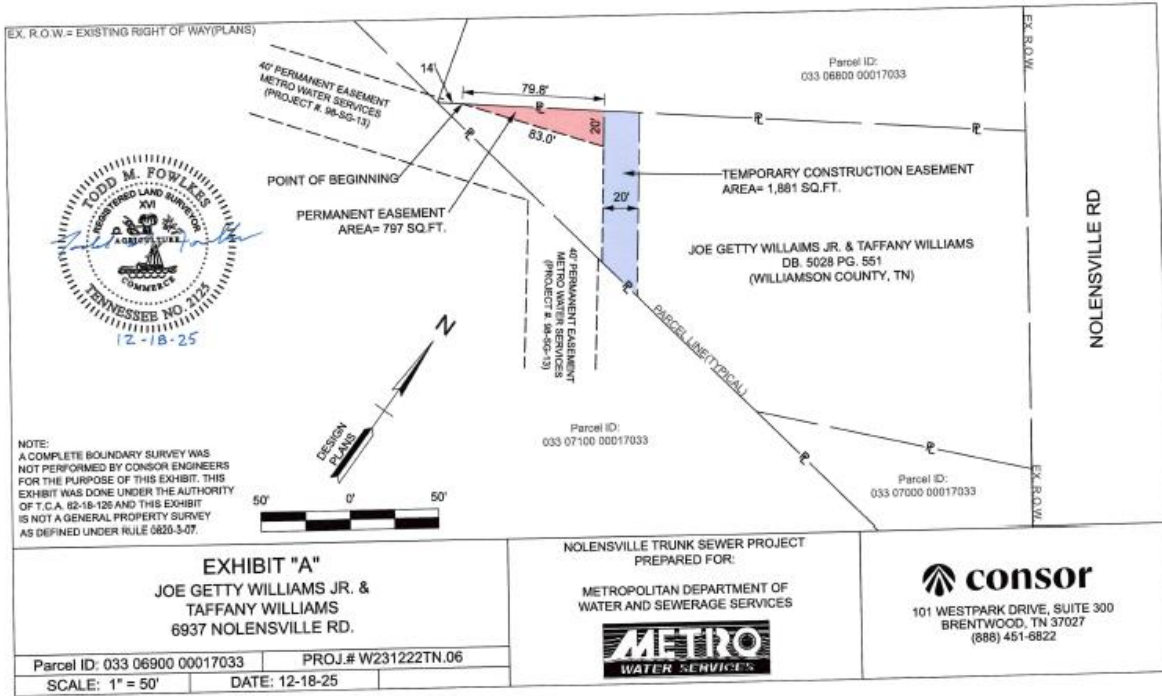 EX. R.O.W.= EXISTING RIGHT OF WAY(PLANS)
40' PERMANENT EASEMENT
METRO WATER SERVICES
(PROJECT #. 98-SG-13)
14'
79.8'
PL
20'
83.0'
Parcel ID:
033 06800 00017033
EX. R.O.W.
PL
PL
PL
POINT OF BEGINNING
PERMANENT EASEMENT
AREA= 797 SQ.FT.
20'
TEMPORARY CONSTRUCTION EASEMENT
AREA= 1,881 SQ.FT.
JOE GETTY WILLAIMS JR. & TAFFANY WILLIAMS
DB. 5028 PG. 551
(WILLIAMSON COUNTY, TN)
NOLENSVILLE RD
TODD M. FOWLKES
REGISTERED LAND SURVEYOR
XVI
AGRICULTURE
COMMERCE
TENNESSEE NO. 2125
12-18-25
40' PERMANENT EASEMENT
METRO WATER SERVICES
(PROJECT #. 98-SG-13)
PL
PARCEL LINE(TYPICAL)
N
DESIGN
PLANS
Parcel ID:
033 07100 00017033
PL
PL
Parcel ID:
033 07000 00017033
EX. R.O.W.
NOTE:
A COMPLETE BOUNDARY SURVEY WAS
NOT PERFORMED BY CONSOR ENGINEERS
FOR THE PURPOSE OF THIS EXHIBIT. THIS
EXHIBIT WAS DONE UNDER THE AUTHORITY
OF T.C.A. 62-18-126 AND THIS EXHIBIT
IS NOT A GENERAL PROPERTY SURVEY
AS DEFINED UNDER RULE 0820-3-07.
50' 0' 50'
EXHIBIT "A"
JOE GETTY WILLIAMS JR. &
TAFFANY WILLIAMS
6937 NOLENSVILLE RD.
Parcel ID: 033 06900 00017033
PROJ.# W231222TN.06
SCALE: 1" = 50'
DATE: 12-18-25
NOLENSVILLE TRUNK SEWER PROJECT
PREPARED FOR:
METROPOLITAN DEPARTMENT OF
WATER AND SEWERAGE SERVICES
METRO
WATER SERVICES
consor
101 WESTPARK DRIVE, SUITE 300
BRENTWOOD, TN 37027
(888) 451-6822